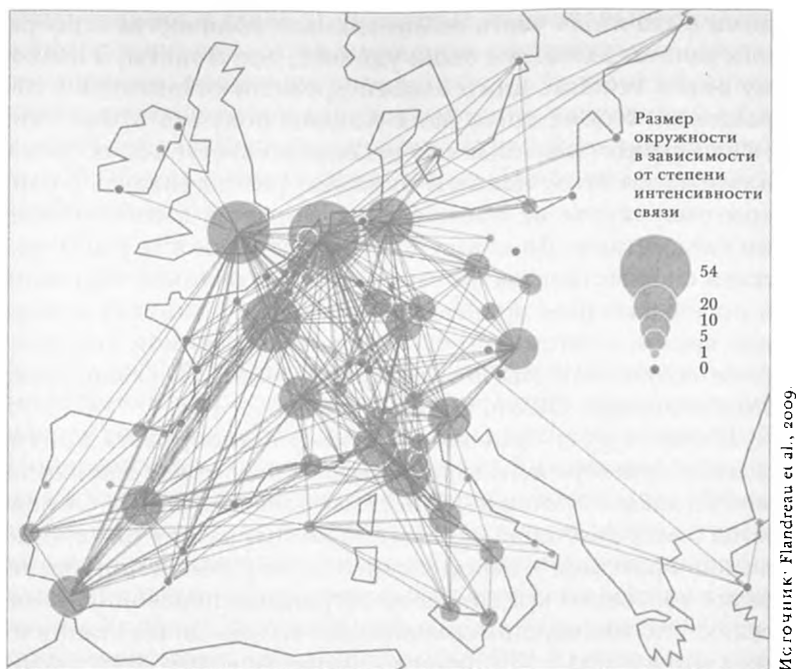 Размер
окружности
в зависимости
от степени
интенсивности
связи
54
20
10
5
1
0
Источник: Flandreau et al., 2009.